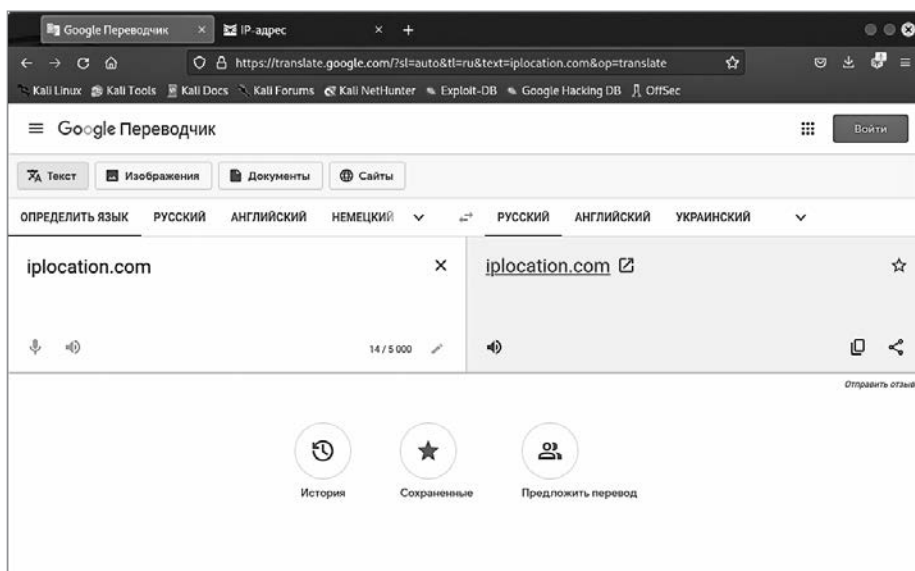 Google Переводчик × IP-адрес × +
https://translate.google.com/?sl=auto&tl=ru&text=iplocation.com&op=translate
Kali Linux Kali Tools Kali Docs Kali Forums Kali NetHunter Exploit-DB Google Hacking DB OffSec
Google Переводчик Войти
Текст Изображения Документы Сайты
ОПРЕДЕЛИТЬ ЯЗЫК РУССКИЙ АНГЛИЙСКИЙ НЕМЕЦКИЙ РУССКИЙ АНГЛИЙСКИЙ УКРАИНСКИЙ
iplocation.com × iplocation.com
14 / 5 000
Отправить отзыв
История Сохраненные Предложить перевод